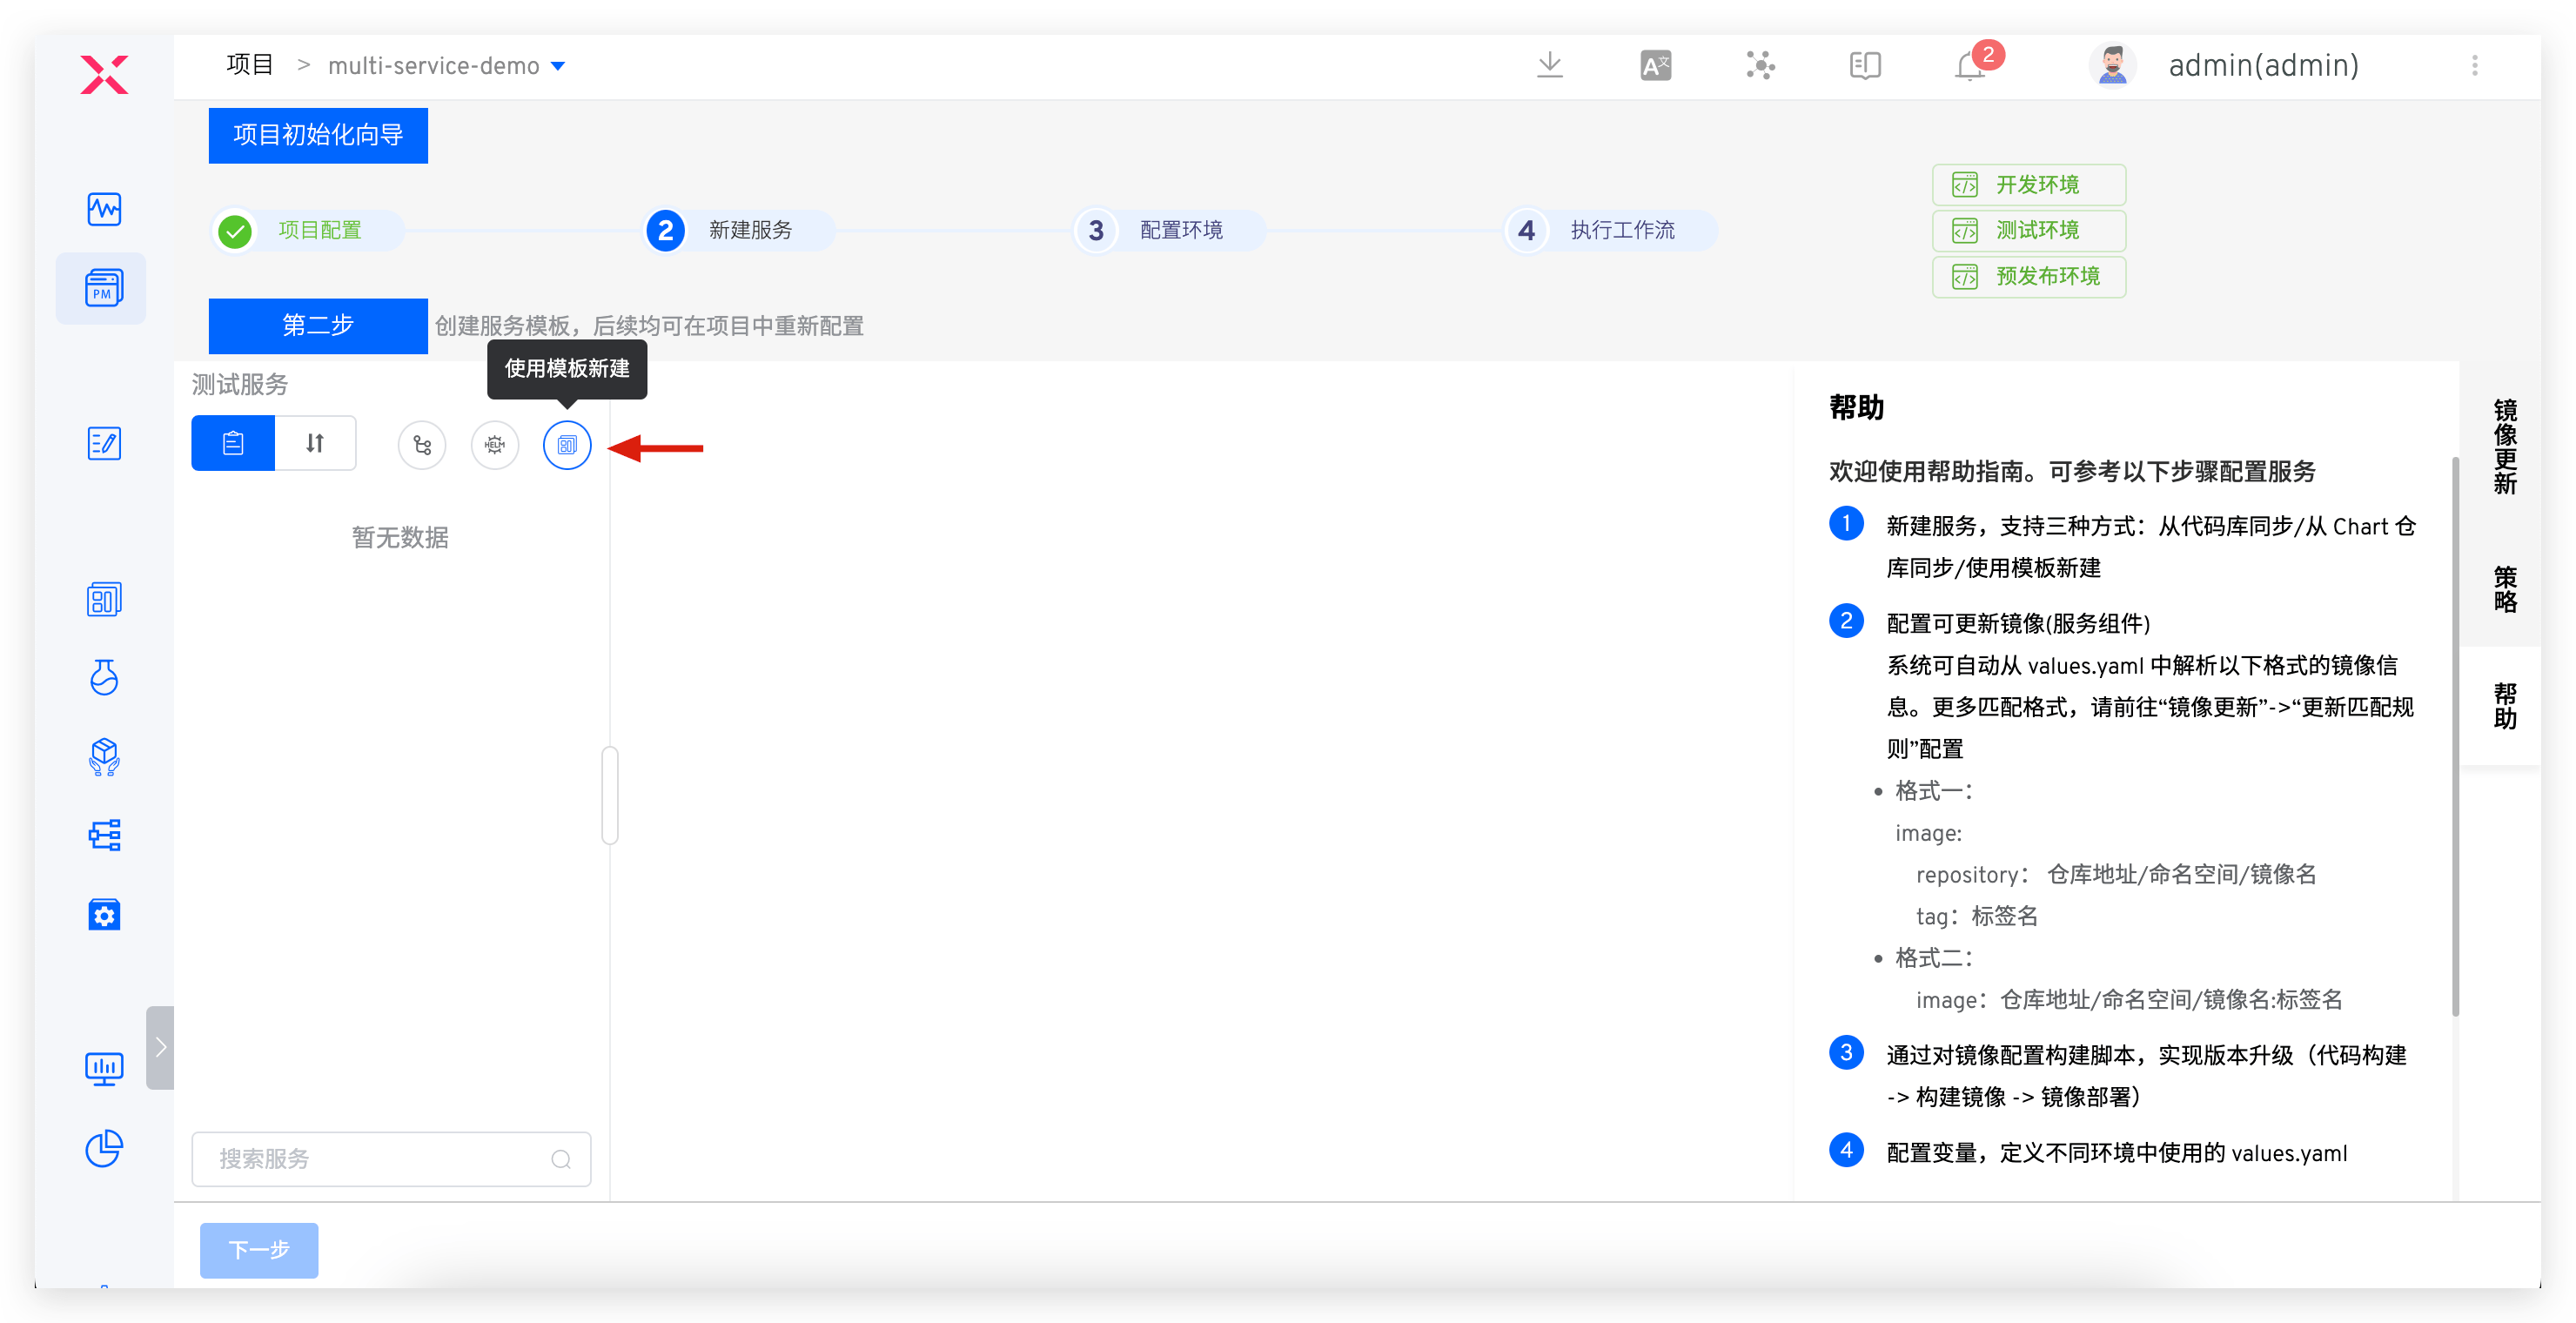 项目 > multi-service-demo
2
admin(admin)
项目初始化向导
项目配置
2 新建服务
3 配置环境
4 执行工作流
开发环境
测试环境
预发布环境
第二步 创建服务模板，后续均可在项目中重新配置
使用模板新建
测试服务
HELM
PM
暂无数据
搜索服务
下一步
帮助
欢迎使用帮助指南。可参考以下步骤配置服务
1 新建服务，支持三种方式：从代码库同步/从 Chart 仓
库同步/使用模板新建
2 配置可更新镜像(服务组件)
系统可自动从 values.yaml 中解析以下格式的镜像信
息。更多匹配格式，请前往“镜像更新”->“更新匹配规
则”配置
• 格式一：
image:
repository： 仓库地址/命名空间/镜像名
tag：标签名
• 格式二：
image：仓库地址/命名空间/镜像名:标签名
3 通过对镜像配置构建脚本，实现版本升级（代码构建
-> 构建镜像 -> 镜像部署）
4 配置变量，定义不同环境中使用的 values.yaml
镜像更新
策略
帮助